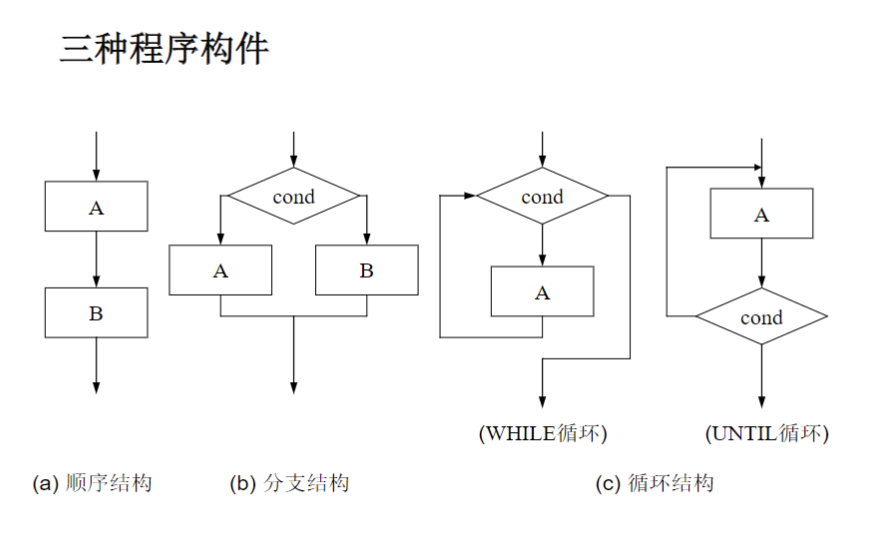 三种程序构件
A
B
cond
A
B
cond
A
(WHILE循环)
A
cond
(UNTIL循环)
(a) 顺序结构
(b) 分支结构
(c) 循环结构